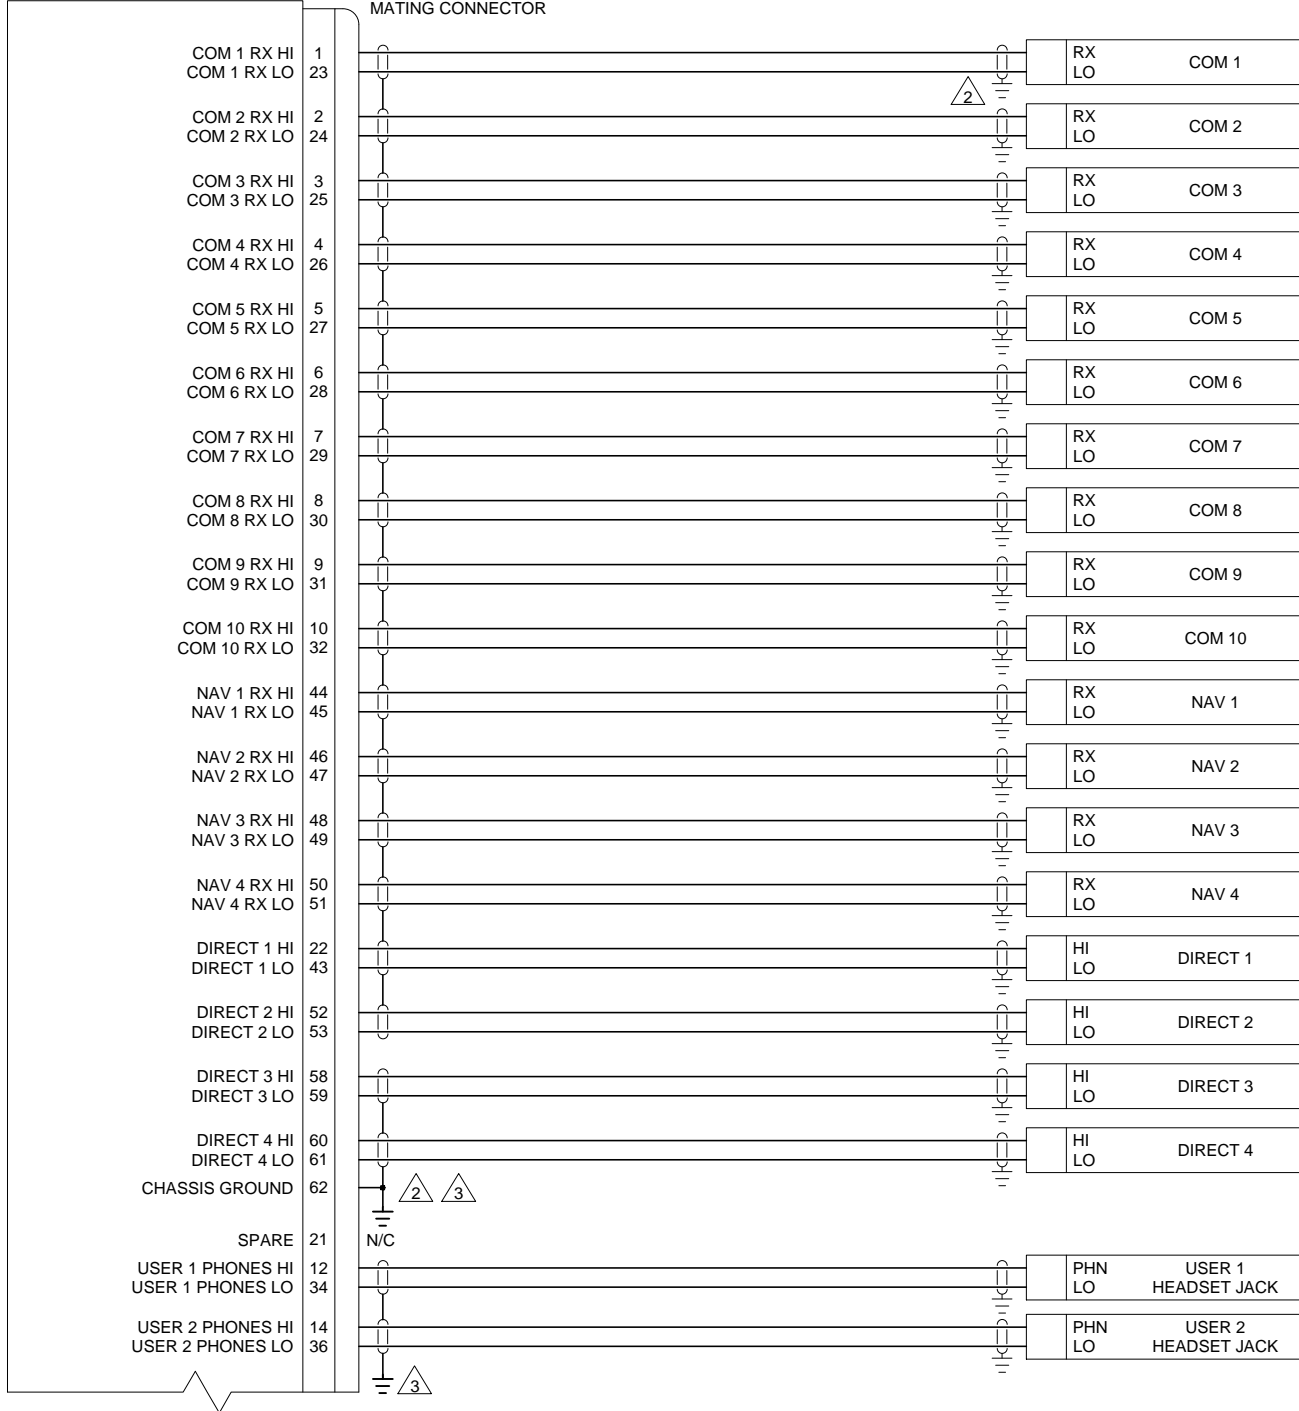 MATING CONNECTOR
COM 1 RX HI 1 RX COM 1
COM 1 RX LO 23 LO
2
COM 2 RX HI 2 RX COM 2
COM 2 RX LO 24 LO
COM 3 RX HI 3 RX COM 3
COM 3 RX LO 25 LO
COM 4 RX HI 4 RX COM 4
COM 4 RX LO 26 LO
COM 5 RX HI 5 RX COM 5
COM 5 RX LO 27 LO
COM 6 RX HI 6 RX COM 6
COM 6 RX LO 28 LO
COM 7 RX HI 7 RX COM 7
COM 7 RX LO 29 LO
COM 8 RX HI 8 RX COM 8
COM 8 RX LO 30 LO
COM 9 RX HI 9 RX COM 9
COM 9 RX LO 31 LO
COM 10 RX HI 10 RX COM 10
COM 10 RX LO 32 LO
NAV 1 RX HI 44 RX NAV 1
NAV 1 RX LO 45 LO
NAV 2 RX HI 46 RX NAV 2
NAV 2 RX LO 47 LO
NAV 3 RX HI 48 RX NAV 3
NAV 3 RX LO 49 LO
NAV 4 RX HI 50 RX NAV 4
NAV 4 RX LO 51 LO
DIRECT 1 HI 22 HI DIRECT 1
DIRECT 1 LO 43 LO
DIRECT 2 HI 52 HI DIRECT 2
DIRECT 2 LO 53 LO
DIRECT 3 HI 58 HI DIRECT 3
DIRECT 3 LO 59 LO
DIRECT 4 HI 60 HI DIRECT 4
DIRECT 4 LO 61 LO
CHASSIS GROUND 62 2 3
SPARE 21 N/C
USER 1 PHONES HI 12 PHN USER 1
USER 1 PHONES LO 34 LO HEADSET JACK
USER 2 PHONES HI 14 PHN USER 2
USER 2 PHONES LO 36 LO HEADSET JACK
3